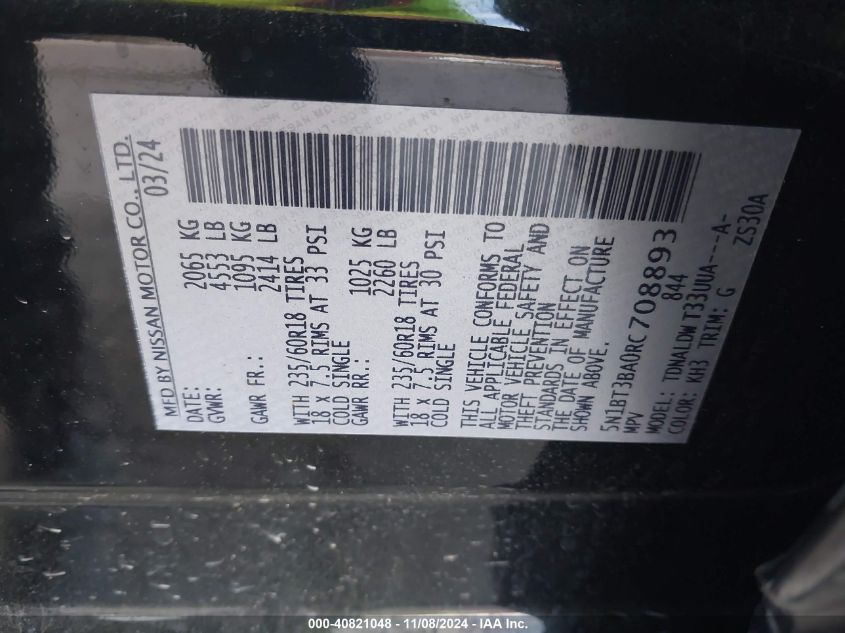 MFD BY NISSAN MOTOR CO., LTD.
DATE: 03/24
GVWR: 2065 KG
4553 LB
GAWR FR.: 1095 KG
2414 LB
WITH 235/60R18 TIRES
18 X 7.5 RIMS AT 33 PSI
COLD SINGLE
GAWR RR.: 1025 KG
2260 LB
WITH 235/60R18 TIRES
18 X 7.5 RIMS AT 30 PSI
COLD SINGLE
THIS VEHICLE CONFORMS TO
ALL APPLICABLE FEDERAL
MOTOR VEHICLE SAFETY AND
THEFT PREVENTION
STANDARDS IN EFFECT ON
THE DATE OF MANUFACTURE
SHOWN ABOVE.
5N1BT3BA0RC708893
MPV 844
MODEL: TDMALDW T33UUA---A-
COLOR: KH3 TRIM: G ZS30A
000-40821048 - 11/08/2024 - IAA Inc.